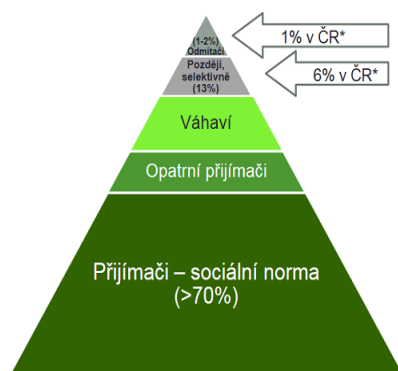 (1-2%)
Odmítači
1% v ČR*
Později,
selektivně
(13%)
6% v ČR*
Váhaví
Opatrní přijímači
Přijímači – sociální norma
(>70%)